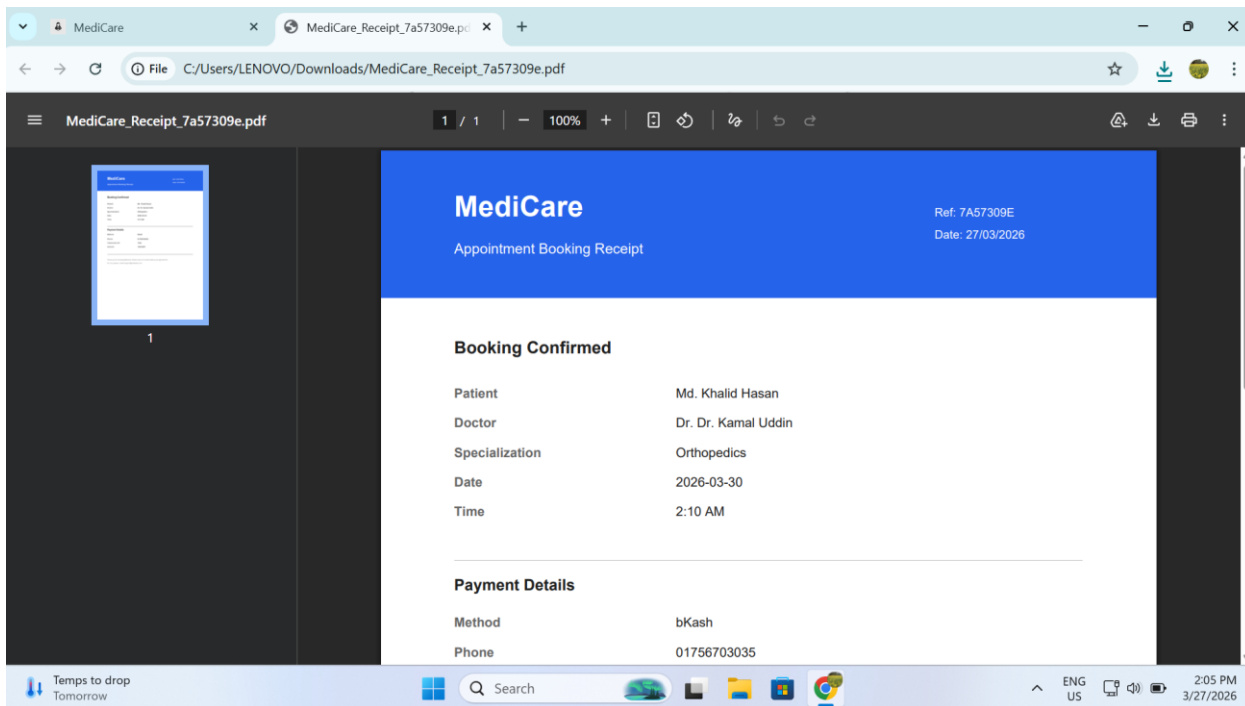 MediCare
MediCare_Receipt_7a57309e.pd
File C:/Users/LENOVO/Downloads/MediCare_Receipt_7a57309e.pdf
MediCare_Receipt_7a57309e.pdf
1 / 1
100%
1
MediCare
Appointment Booking Receipt
Ref: 7A57309E
Date: 27/03/2026
Booking Confirmed
Patient Md. Khalid Hasan
Doctor Dr. Dr. Kamal Uddin
Specialization Orthopedics
Date 2026-03-30
Time 2:10 AM
Payment Details
Method bKash
Phone 01756703035
Temps to drop
Tomorrow
Search
ENG
US
2:05 PM
3/27/2026